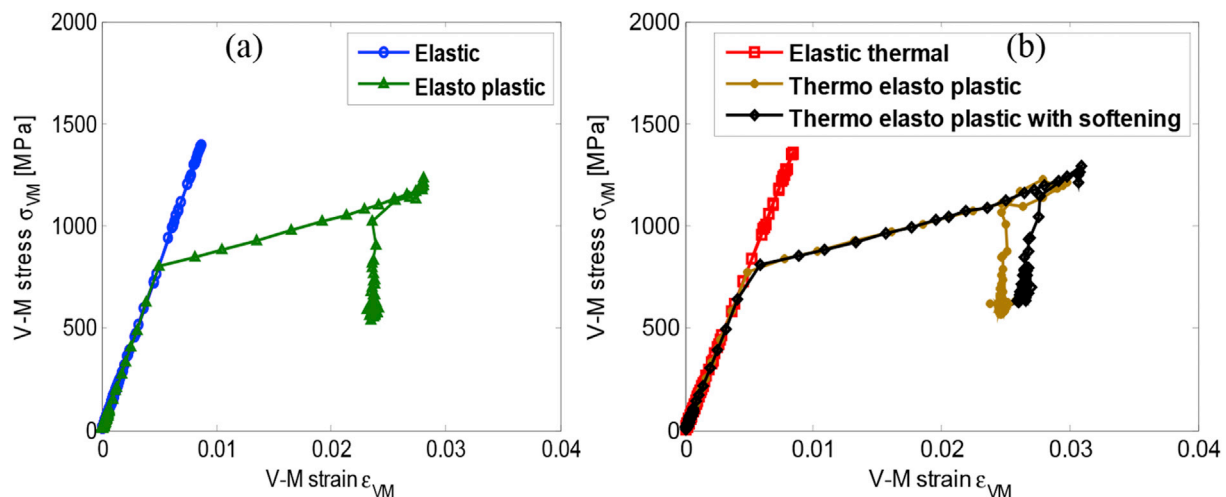 (a)
Elastic
Elasto plastic
2000
1500
1000
500
0
V-M stress σVM [MPa]
0 0.01 0.02 0.03 0.04
V-M strain εVM
(b)
Elastic thermal
Thermo elasto plastic
Thermo elasto plastic with softening
2000
1500
1000
500
0
V-M stress σVM [MPa]
0 0.01 0.02 0.03 0.04
V-M strain εVM